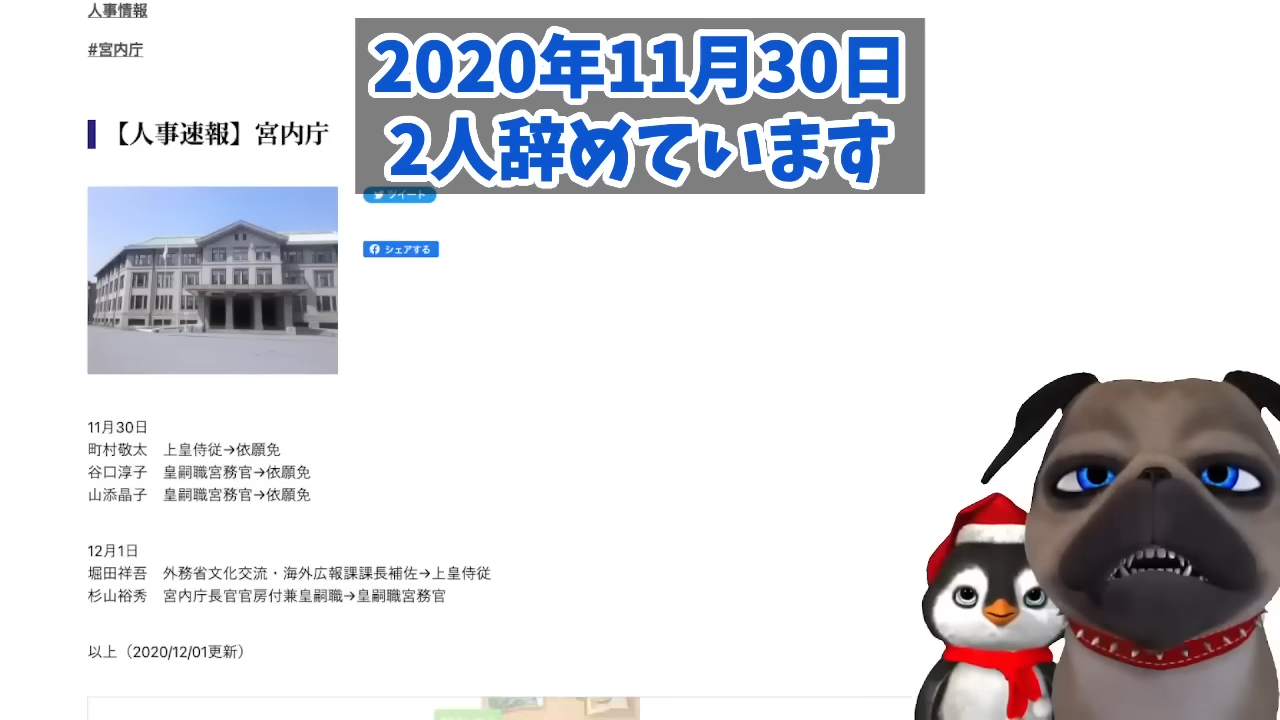 人事情報
#宮内庁
2020年11月30日
2人辞めています
【人事速報】宮内庁
ツイート
シェアする
11月30日
町村敬太　上皇侍従→依願免
谷口淳子　皇嗣職宮務官→依願免
山添晶子　皇嗣職宮務官→依願免
12月1日
堀田祥吾　外務省文化交流・海外広報課課長補佐→上皇侍従
杉山裕秀　宮内庁長官官房付兼皇嗣職→皇嗣職宮務官
以上（2020/12/01更新）